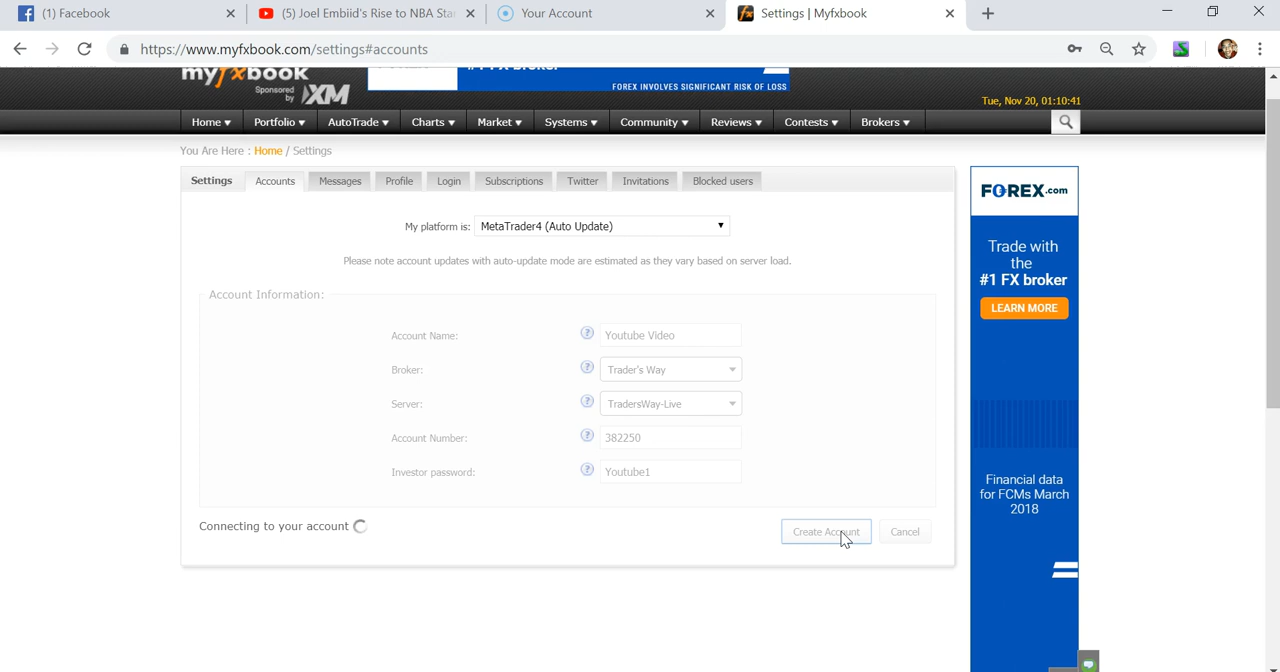 (1) Facebook
(5) Joel Embiid's Rise to NBA Sta
Your Account
Settings | Myfxbook
https://www.myfxbook.com/settings#accounts
myfxbook
Sponsored by XM
#1 FX BROKER
FOREX INVOLVES SIGNIFICANT RISK OF LOSS
Tue, Nov 20, 01:10:41
Home Portfolio AutoTrade Charts Market Systems Community Reviews Contests Brokers
You Are Here : Home / Settings
Settings Accounts Messages Profile Login Subscriptions Twitter Invitations Blocked users
My platform is: MetaTrader4 (Auto Update)
Please note account updates with auto-update mode are estimated as they vary based on server load.
Account Information:
Account Name: ? Youtube Video
Broker: ? Trader's Way
Server: ? TradersWay-Live
Account Number: ? 382250
Investor password: ? Youtube1
Connecting to your account
Create Account Cancel
FOREX.com
Trade with
the
#1 FX broker
LEARN MORE
Financial data
for FCMs March
2018